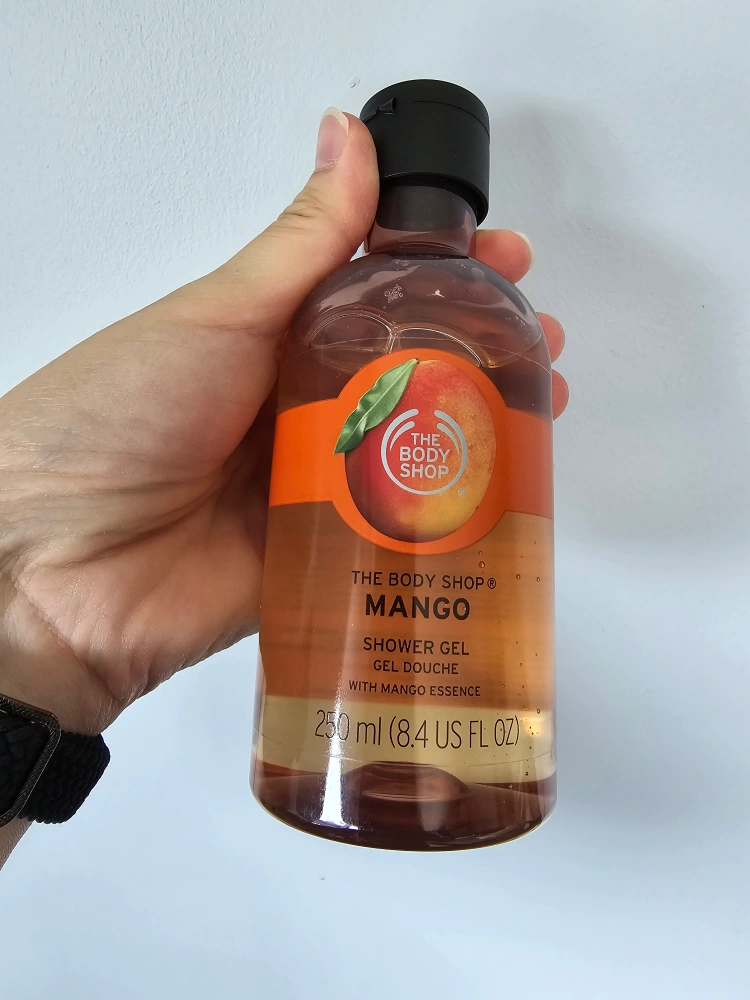 THE
BODY
SHOP
®
THE BODY SHOP®
MANGO
SHOWER GEL
GEL DOUCHE
WITH MANGO ESSENCE
250 ml (8.4 US FL OZ)